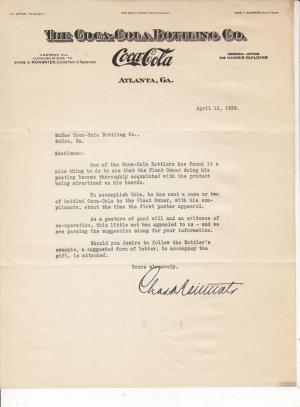 THE COCA-COLA BOTTLING CO.
ADDRESS ALL
COMMUNICATIONS TO
CHAS. V. RAINWATER, SECRETARY & TREASURER
Coca-Cola
GENERAL OFFICE
NORRIS BUILDING
ATLANTA, GA.
April 12, 1929.
McRae Coca-Cola Bottling Co.,
McRae, Ga.
Gentlemen:
One of the Coca-Cola Bottlers has found it a
nice thing to do to see that the Plant Owner doing his
posting become thoroughly acquainted with the product
being advertised on his boards.
To accomplish this, he has sent a case or two
of bottled Coca-Cola to the Plant Owner, with his com-
pliments, about the time the first poster appeared.
As a gesture of good will and an evidence of
co-operation, this little act has appealed to us - and we
are passing the suggestion along for your information.
Should you desire to follow the Bottler's
example, a suggested form of letter, to accompany the
gift, is attached.
Yours sincerely,